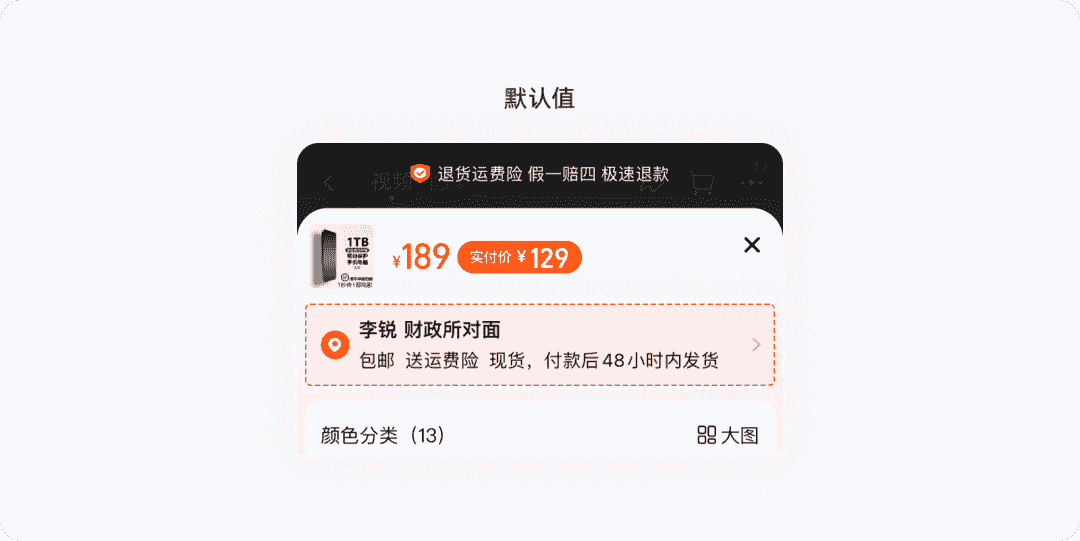 默认值
退货运费险 假一赔四 极速退款
1TB
¥189 实付价 ¥129
李锐 财政所对面
包邮 送运费险 现货，付款后48小时内发货
颜色分类（13） 大图